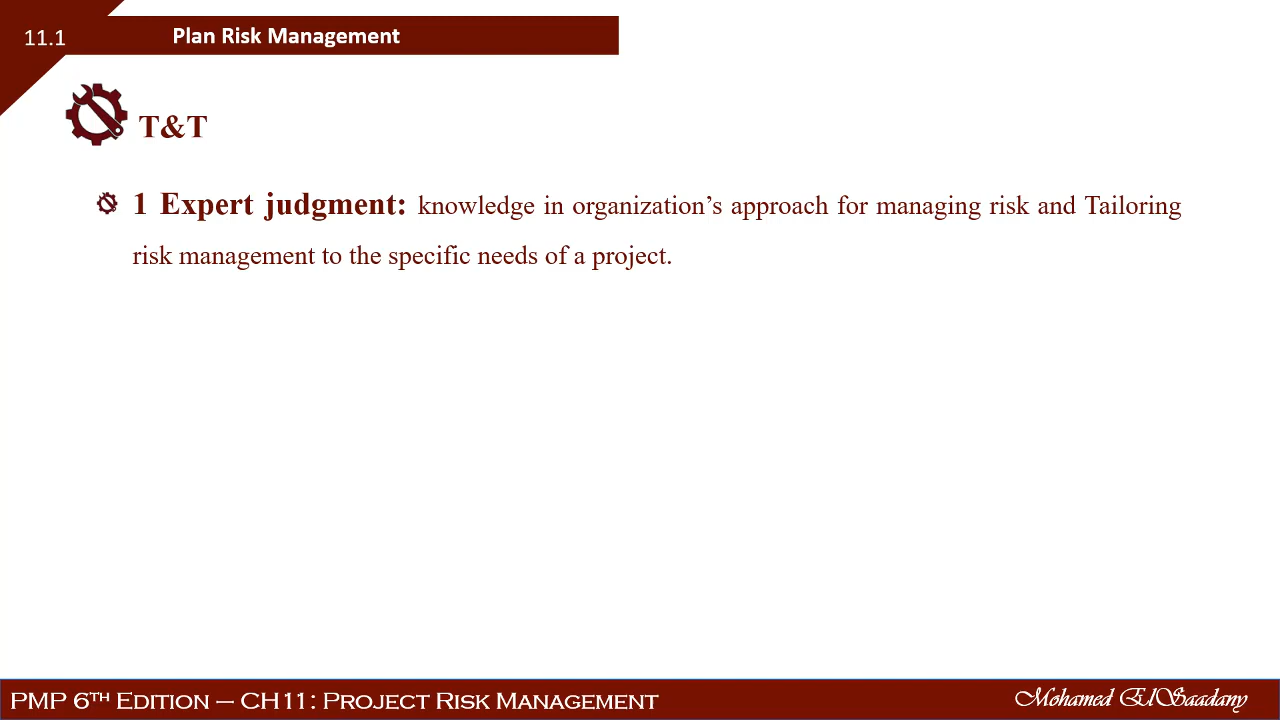 11.1
Plan Risk Management
T&T
1 Expert judgment: knowledge in organization’s approach for managing risk and Tailoring
risk management to the specific needs of a project.
PMP 6TH Edition – CH11: Project Risk Management
Mohamed ElSaadany